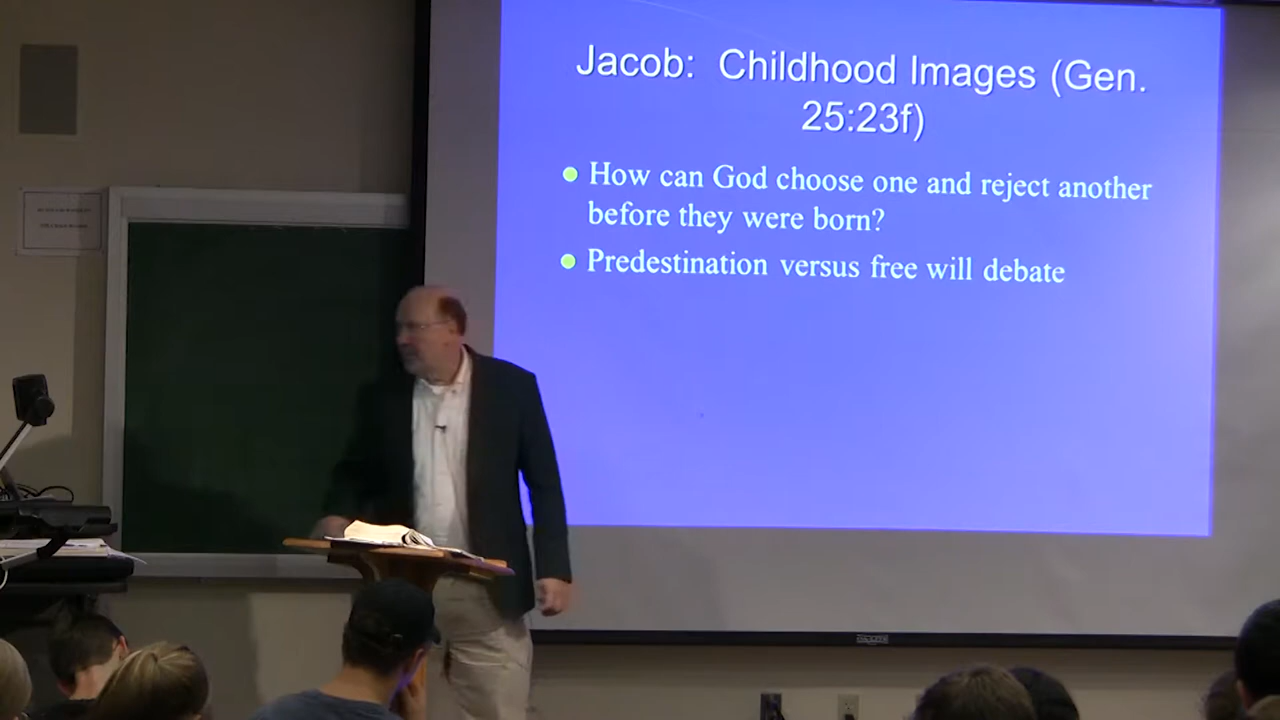 Jacob: Childhood Images (Gen.
25:23f)
How can God choose one and reject another
before they were born?
Predestination versus free will debate